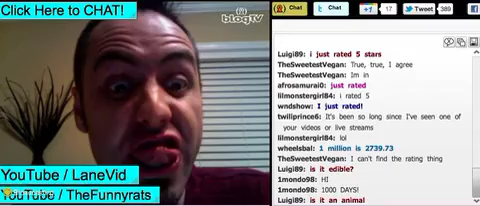 Click Here to CHAT!
blogTV
YouTube / LaneVid
YouTube / TheFunnyrats
Chat
Chat
+1 17
Tweet 389
Luigi89: i just rated 5 stars
TheSweetestVegan: True, true, I agree
TheSweetestVegan: Im in
afrosamurai0: just rated
lilmonstergirl84: i rated 5
wndshow: I just rated!
twiliprince6: It's been so long since I've seen one of
your videos or live streams
lilmonstergirl84: lol
wheelsbal: 1 million is 2739.73
TheSweetestVegan: I can't find the rating thing
Luigi89: is it edible?
1mondo98: HI
1mondo98: 1000 DAYS!
Luigi89: is it an animal